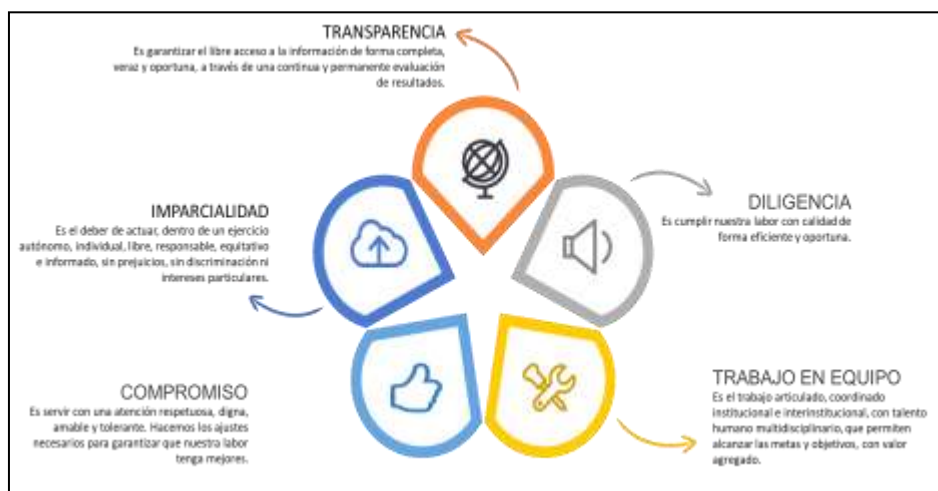 TRANSPARENCIA
Es garantizar el libre acceso a la información de forma completa,
veraz y oportuna, a través de una continua y permanente evaluación
de resultados.
IMPARCIALIDAD
Es el deber de actuar, dentro de un ejercicio
autónomo, individual, libre, responsable, equitativo
e informado, sin prejuicios, sin discriminación ni
intereses particulares.
DILIGENCIA
Es cumplir nuestra labor con calidad de
forma eficiente y oportuna.
COMPROMISO
Es servir con una atención respetuosa, digna,
amable y tolerante. Hacemos los ajustes
necesarios para garantizar que nuestra labor
tenga mejores.
TRABAJO EN EQUIPO
Es el trabajo articulado, coordinado
institucional e interinstitucional, con talento
humano multidisciplinario, que permiten
alcanzar las metas y objetivos, con valor
agregado.